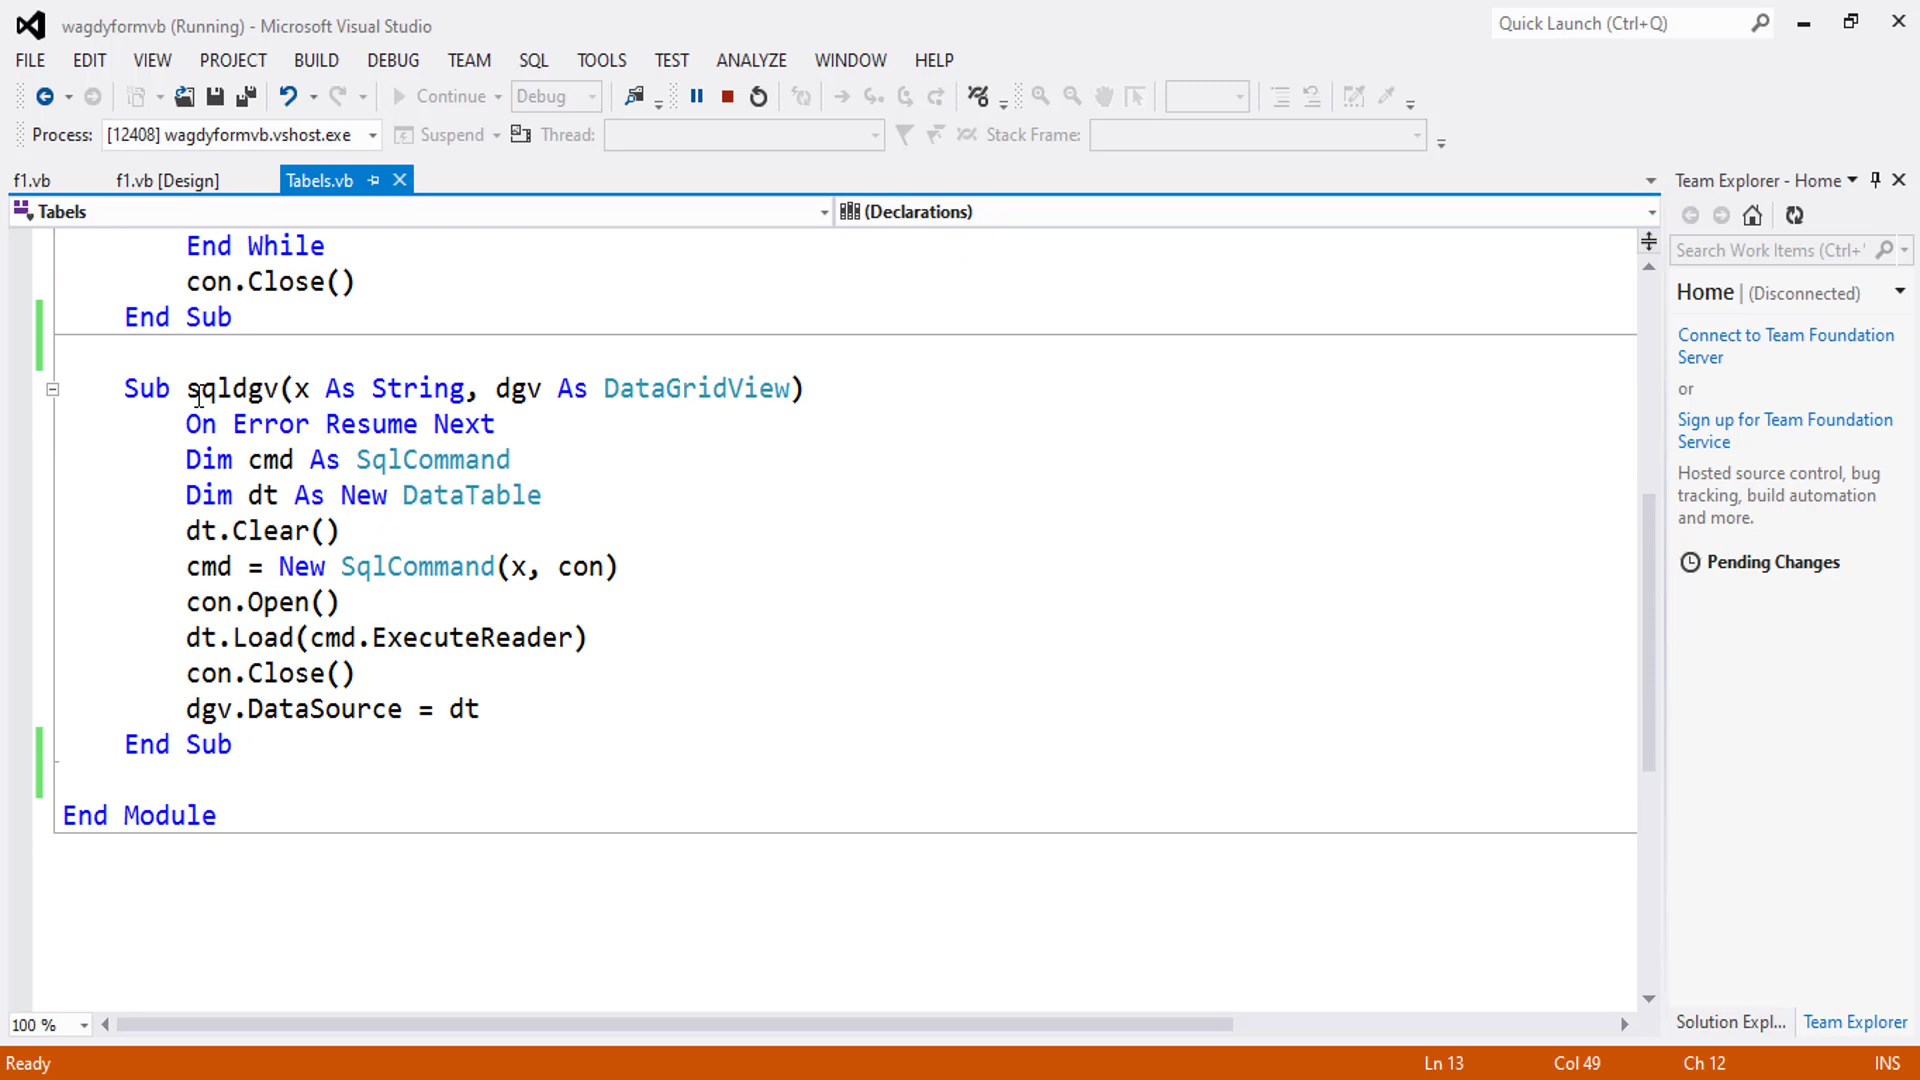 wagdyformvb (Running) - Microsoft Visual Studio
Quick Launch (Ctrl+Q)
FILE EDIT VIEW PROJECT BUILD DEBUG TEAM SQL TOOLS TEST ANALYZE WINDOW HELP
Continue Debug
Process: [12408] wagdyformvb.vshost.exe Suspend Thread: Stack Frame:
f1.vb f1.vb [Design] Tabels.vb
Tabels (Declarations)
End While
con.Close()
End Sub
Sub sqldgv(x As String, dgv As DataGridView)
On Error Resume Next
Dim cmd As SqlCommand
Dim dt As New DataTable
dt.Clear()
cmd = New SqlCommand(x, con)
con.Open()
dt.Load(cmd.ExecuteReader)
con.Close()
dgv.DataSource = dt
End Sub
End Module
100 %
Team Explorer - Home
Search Work Items (Ctrl+'
Home | (Disconnected)
Connect to Team Foundation
Server
or
Sign up for Team Foundation
Service
Hosted source control, bug
tracking, build automation
and more.
Pending Changes
Solution Expl... Team Explorer
Ready Ln 13 Col 49 Ch 12 INS